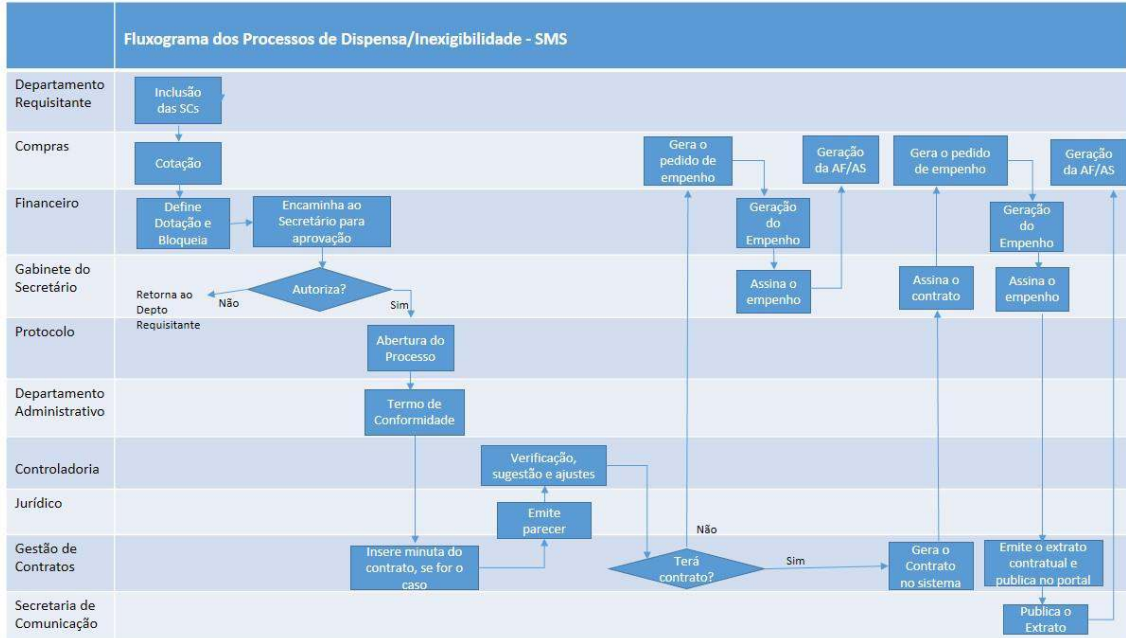 Fluxograma dos Processos de Dispensa/Inexigibilidade - SMS
Departamento
Requisitante
Inclusão
das SCs
Compras
Cotação
Gera o
pedido de
empenho
Geração
da AF/AS
Gera o pedido
de empenho
Geração
da AF/AS
Financeiro
Define
Dotação e
Bloqueia
Encaminha ao
Secretário para
aprovação
Geração
do
Empenho
Geração
do
Empenho
Gabinete do
Secretário
Retorna ao
Depto
Requisitante
Não
Autoriza?
Sim
Assina o
empenho
Assina o
contrato
Assina o
empenho
Protocolo
Abertura do
Processo
Departamento
Administrativo
Termo de
Conformidade
Controladoria
Verificação,
sugestão e ajustes
Jurídico
Emite
parecer
Não
Gestão de
Contratos
Insere minuta do
contrato, se for o
caso
Terá
contrato?
Sim
Gera o
Contrato
no sistema
Emite o extrato
contratual e
publica no portal
Secretaria de
Comunicação
Publica o
Extrato